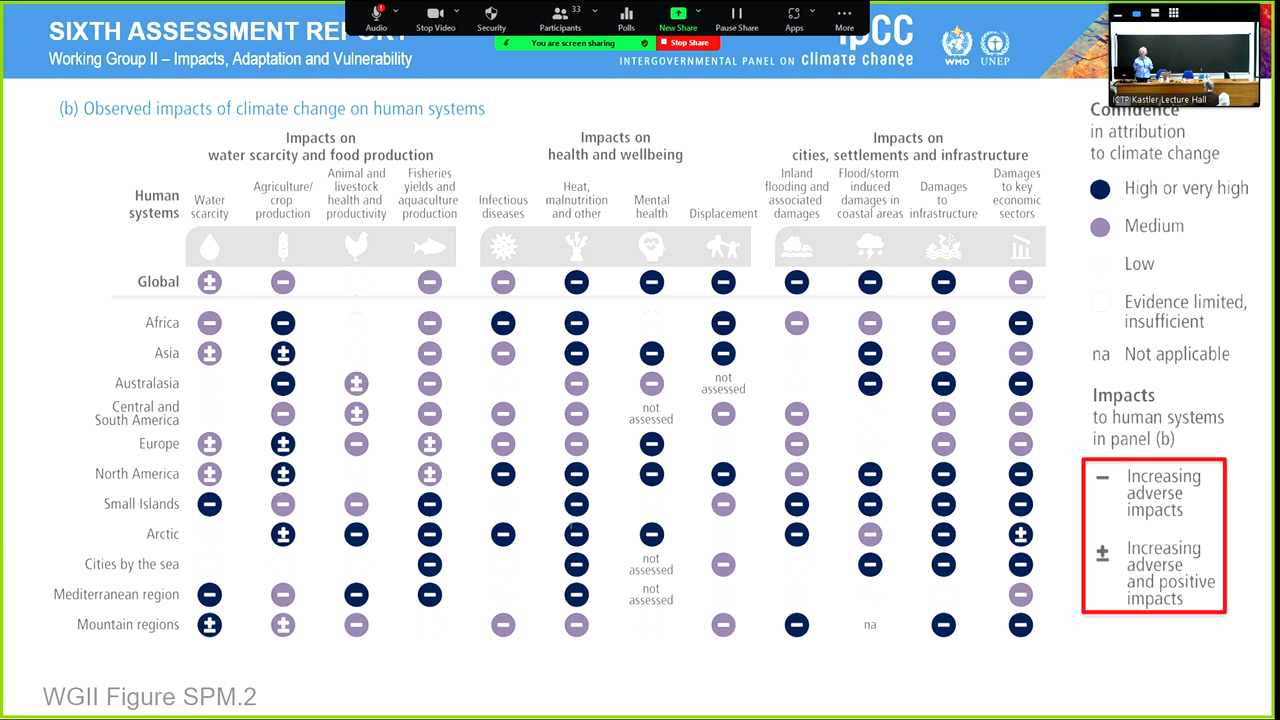 Audio
Stop Video
Security
Participants
33
Polls
New Share
Pause Share
Apps
More
You are screen sharing
Stop Share
SIXTH ASSESSMENT REPORT
Working Group II – Impacts, Adaptation and Vulnerability
ipcc
INTERGOVERNMENTAL PANEL ON climate change
WMO
UNEP
ICTP Kastler Lecture Hall
(b) Observed impacts of climate change on human systems
Impacts on
water scarcity and food production
Impacts on
health and wellbeing
Impacts on
cities, settlements and infrastructure
Human
systems
Water
scarcity
Agriculture/
crop
production
Animal and
livestock
health and
productivity
Fisheries
yields and
aquaculture
production
Infectious
diseases
Heat,
malnutrition
and other
Mental
health
Displacement
Inland
flooding and
associated
damages
Flood/storm
induced
damages in
coastal areas
Damages
to
infrastructure
Damages
to key
economic
sectors
Global
± − − − − − − − − − −
Africa
− − − − − − − − − −
Asia
± ± − − − − − − − −
Australasia
− ± − − − not assessed − − −
Central and
South America
− ± − − − not assessed − − − −
Europe
± ± − ± − − − − − −
North America
± ± ± − − − − − − − −
Small Islands
− − − − − − − − − −
Arctic
± − − − − − − − − ±
Cities by the sea
− − not assessed − − − −
Mediterranean region
− − − − − not assessed −
Mountain regions
± ± − − − − − na − −
Confidence
in attribution
to climate change
High or very high
Medium
Low
Evidence limited,
insufficient
na Not applicable
Impacts
to human systems
in panel (b)
− Increasing
adverse
impacts
± Increasing
adverse
and positive
impacts
WGII Figure SPM.2